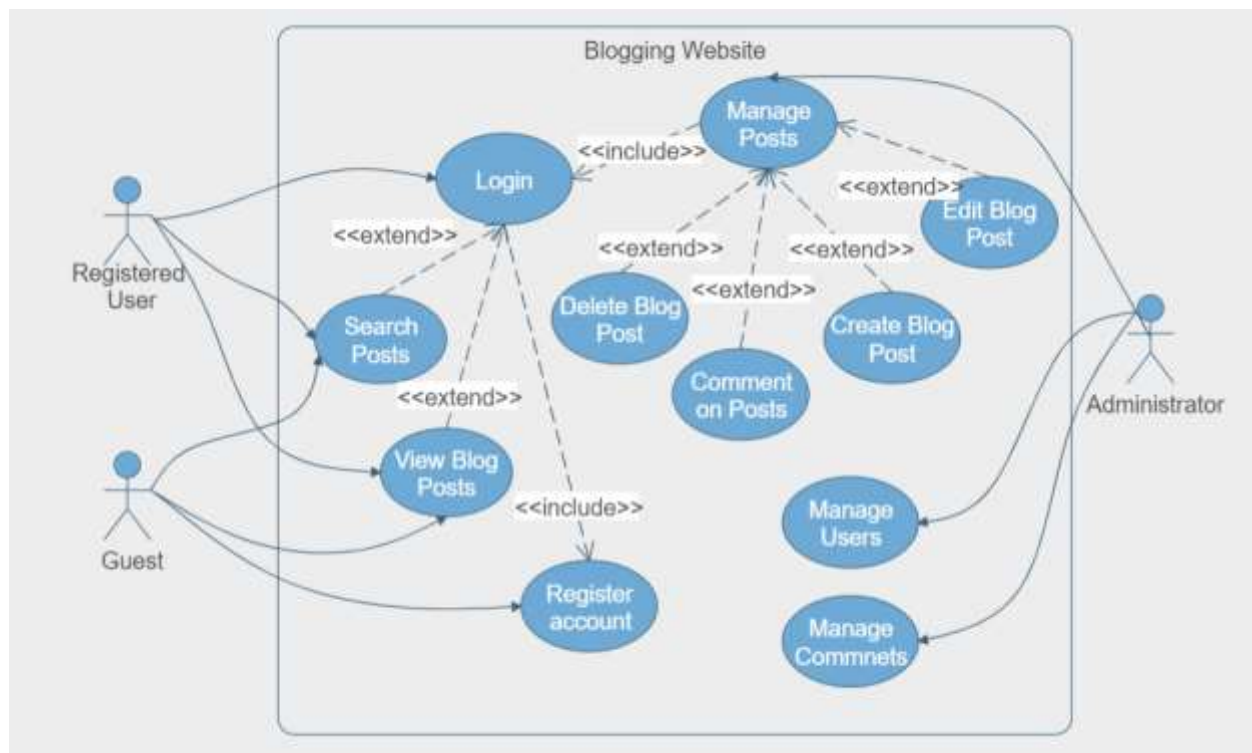 Blogging Website
Manage
Posts
<<include>>
Login
<<extend>>
Edit Blog
Post
Registered
User
<<extend>>
<<extend>>
<<extend>>
<<extend>>
Delete Blog
Post
Search
Posts
Create Blog
Post
Comment
on Posts
Administrator
<<extend>>
View Blog
Posts
<<include>>
Manage
Users
Guest
Register
account
Manage
Commnets